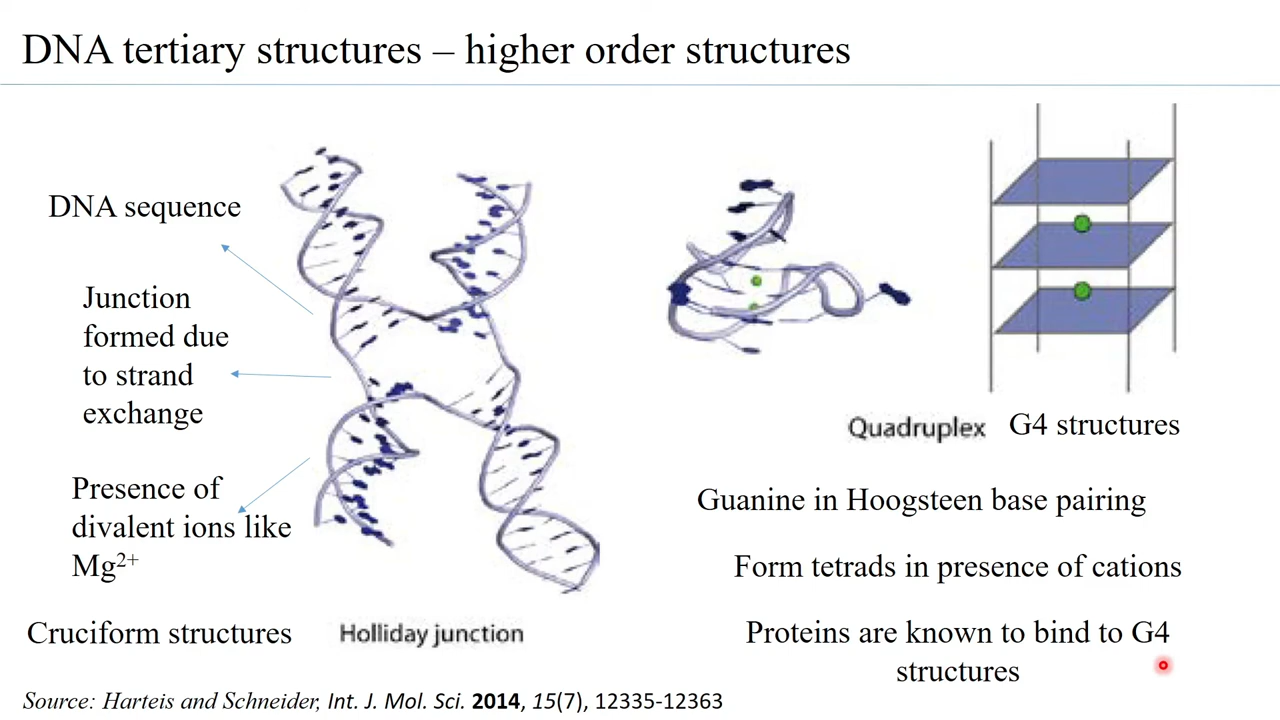 DNA tertiary structures – higher order structures
DNA sequence
Junction
formed due
to strand
exchange
Presence of
divalent ions like
Mg²⁺
Cruciform structures
Holliday junction
Quadruplex
G4 structures
Guanine in Hoogsteen base pairing
Form tetrads in presence of cations
Proteins are known to bind to G4
structures
Source: Harteis and Schneider, Int. J. Mol. Sci. 2014, 15(7), 12335-12363